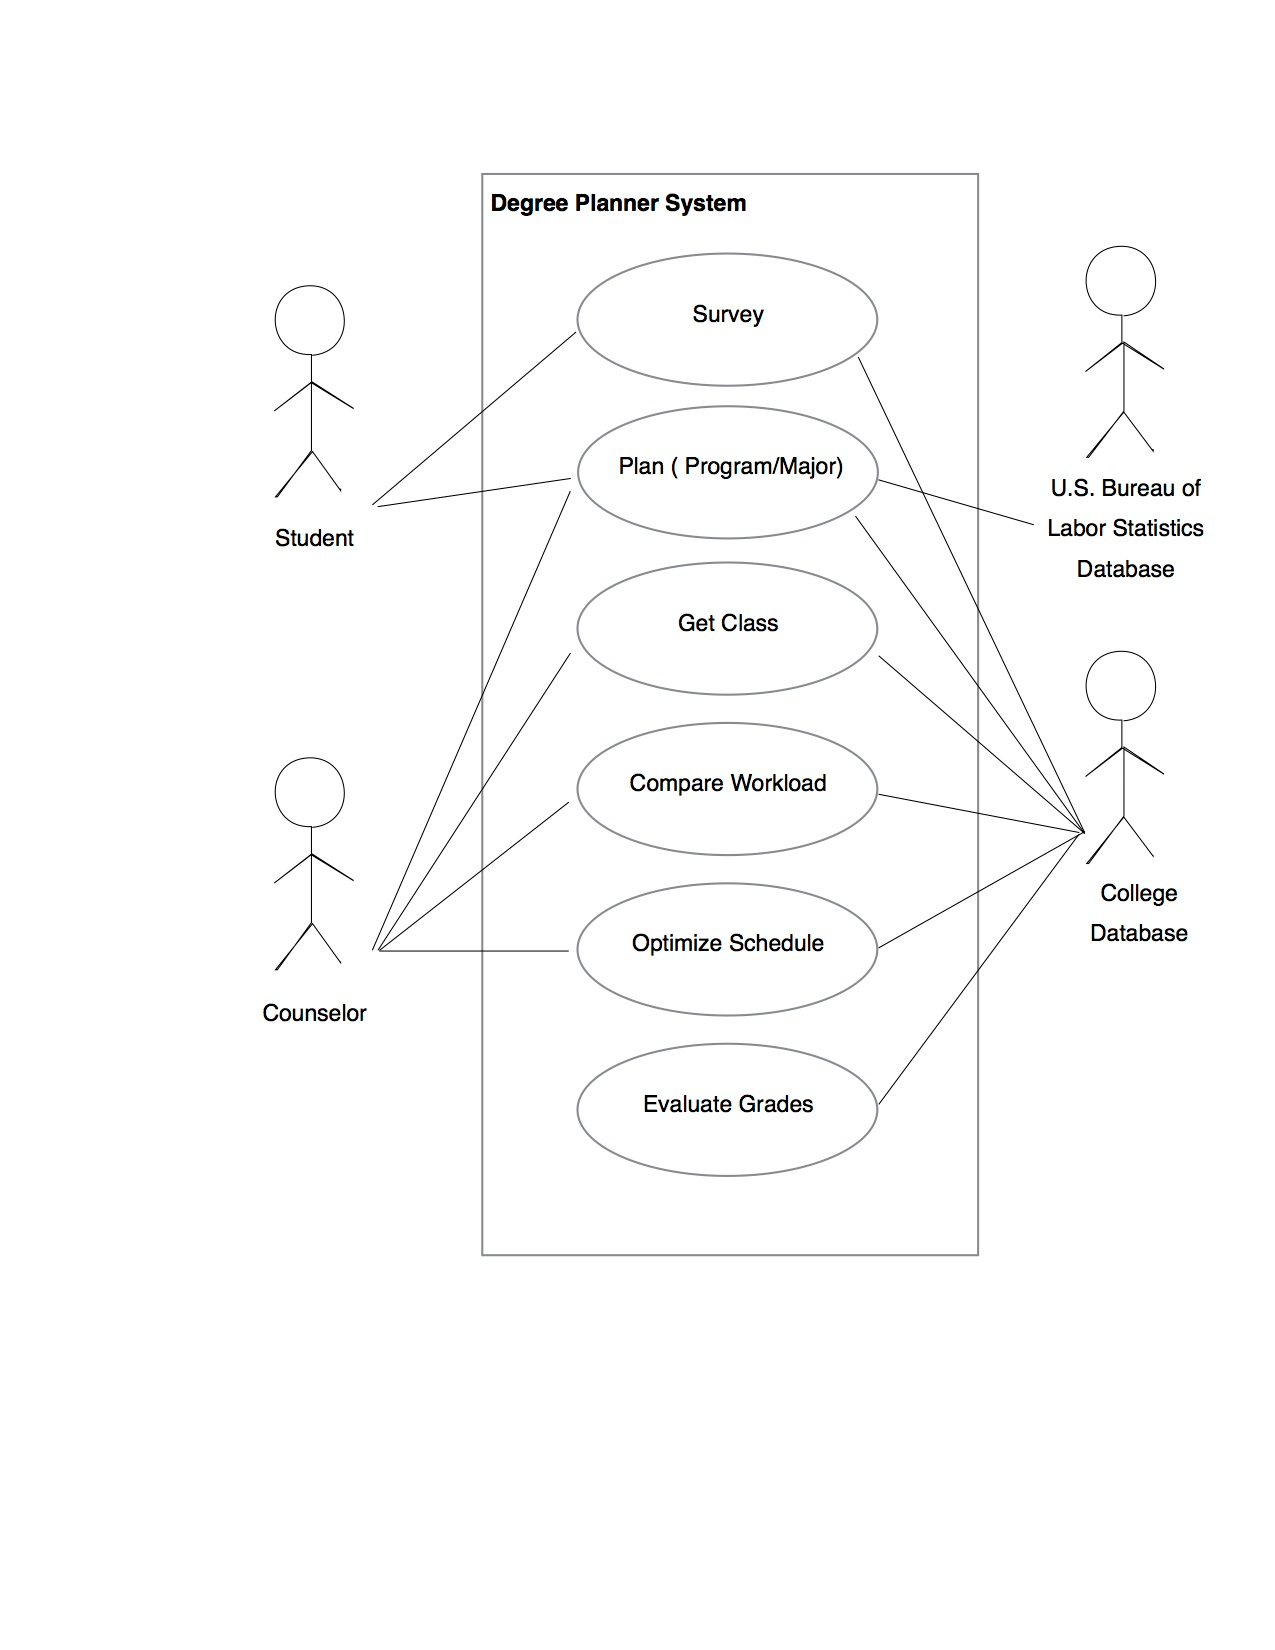 Degree Planner System
Survey
Plan ( Program/Major)
Get Class
Compare Workload
Optimize Schedule
Evaluate Grades
Student
Counselor
U.S. Bureau of
Labor Statistics
Database
College
Database